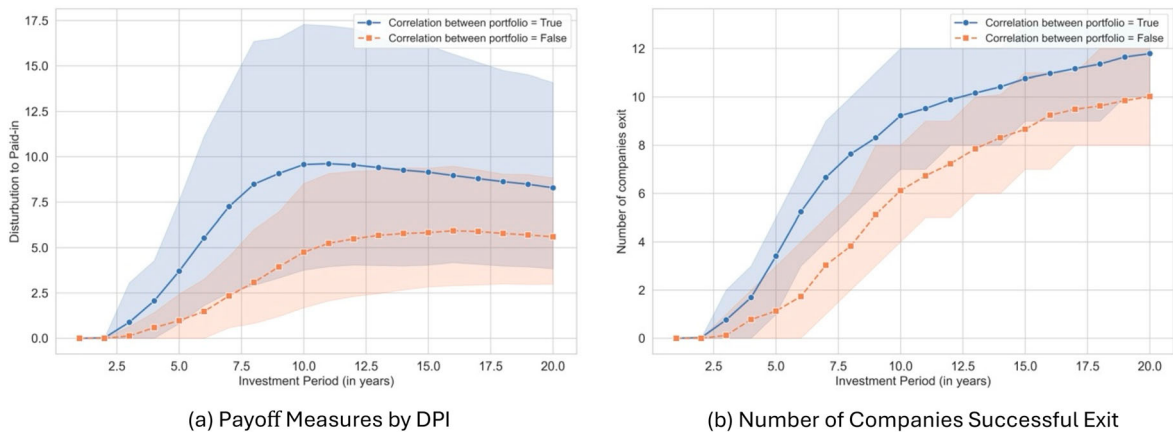 Correlation between portfolio = True
Correlation between portfolio = False
Disturbution to Paid-in
17.5
15.0
12.5
10.0
7.5
5.0
2.5
0.0
2.5 5.0 7.5 10.0 12.5 15.0 17.5 20.0
Investment Period (in years)
(a) Payoff Measures by DPI
Correlation between portfolio = True
Correlation between portfolio = False
Number of companies exit
12
10
8
6
4
2
0
2.5 5.0 7.5 10.0 12.5 15.0 17.5 20.0
Investment Period (in years)
(b) Number of Companies Successful Exit